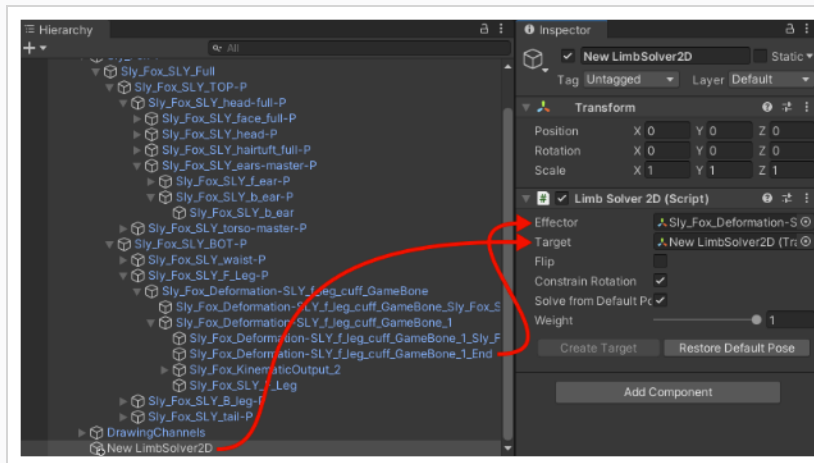 Hierarchy
All
Sly_Fox_SLY_Full
Sly_Fox_SLY_TOP-P
Sly_Fox_SLY_head-full-P
Sly_Fox_SLY_face_full-P
Sly_Fox_SLY_head-P
Sly_Fox_SLY_hairtuft_full-P
Sly_Fox_SLY_ears-master-P
Sly_Fox_SLY_f_ear-P
Sly_Fox_SLY_b_ear-P
Sly_Fox_SLY_b_ear
Sly_Fox_SLY_torso-master-P
Sly_Fox_SLY_BOT-P
Sly_Fox_SLY_waist-P
Sly_Fox_SLY_F_Leg-P
Sly_Fox_Deformation-SLY_f_leg_cuff_GameBone
Sly_Fox_Deformation-SLY_f_leg_cuff_GameBone_Sly_Fox_S
Sly_Fox_Deformation-SLY_f_leg_cuff_GameBone_1
Sly_Fox_Deformation-SLY_f_leg_cuff_GameBone_1_Sly_F
Sly_Fox_Deformation-SLY_f_leg_cuff_GameBone_1_End
Sly_Fox_KinematicOutput_2
Sly_Fox_SLY_F_Leg
Sly_Fox_SLY_B_leg-P
Sly_Fox_SLY_tail-P
DrawingChannels
New LimbSolver2D
Inspector
New LimbSolver2D Static
Tag Untagged Layer Default
Transform
Position X 0 Y 0 Z 0
Rotation X 0 Y 0 Z 0
Scale X 1 Y 1 Z 1
# Limb Solver 2D (Script)
Effector Sly_Fox_Deformation-S
Target New LimbSolver2D (Tra
Flip
Constrain Rotation
Solve from Default Po
Weight 1
Create Target Restore Default Pose
Add Component